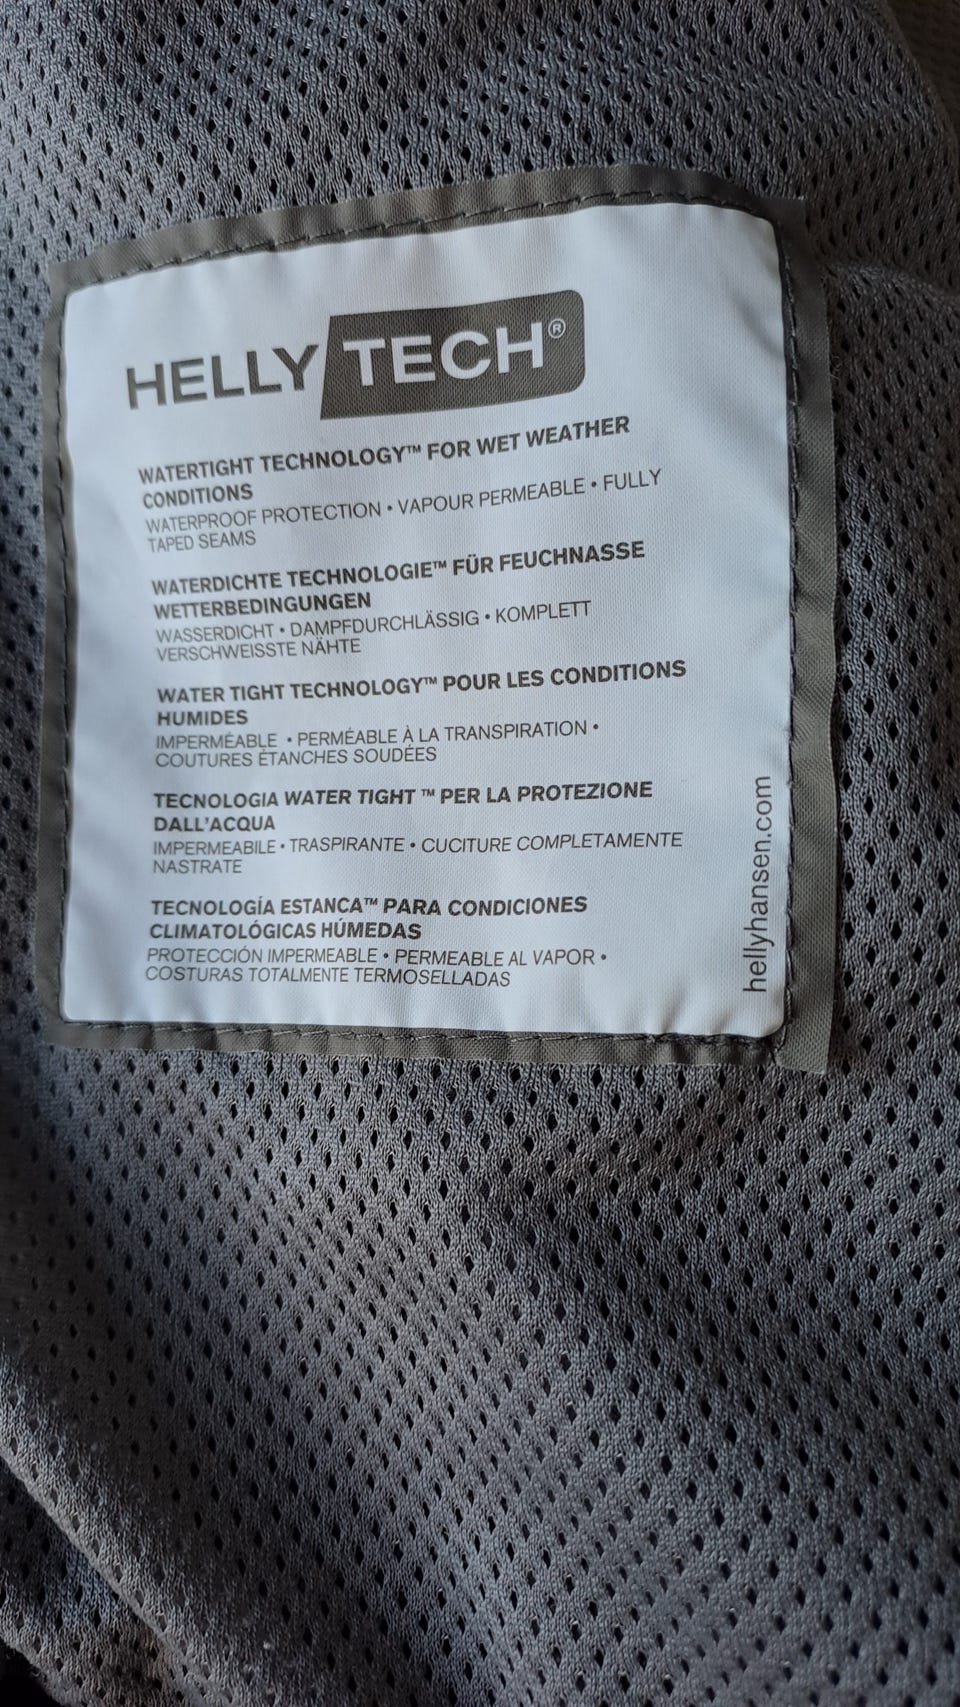 HELLY TECH®
WATERTIGHT TECHNOLOGY™ FOR WET WEATHER
CONDITIONS
WATERPROOF PROTECTION • VAPOUR PERMEABLE • FULLY
TAPED SEAMS
WATERDICHTE TECHNOLOGIE™ FÜR FEUCHNASSE
WETTERBEDINGUNGEN
WASSERDICHT • DAMPFDURCHLÄSSIG • KOMPLETT
VERSCHWEISSTE NÄHTE
WATER TIGHT TECHNOLOGY™ POUR LES CONDITIONS
HUMIDES
IMPERMÉABLE • PERMÉABLE À LA TRANSPIRATION •
COUTURES ÉTANCHES SOUDÉES
TECNOLOGIA WATER TIGHT ™ PER LA PROTEZIONE
DALL'ACQUA
IMPERMEABILE • TRASPIRANTE • CUCITURE COMPLETAMENTE
NASTRATE
TECNOLOGÍA ESTANCA™ PARA CONDICIONES
CLIMATOLÓGICAS HÚMEDAS
PROTECCIÓN IMPERMEABLE • PERMEABLE AL VAPOR •
COSTURAS TOTALMENTE TERMOSELLADAS
hellyhansen.com